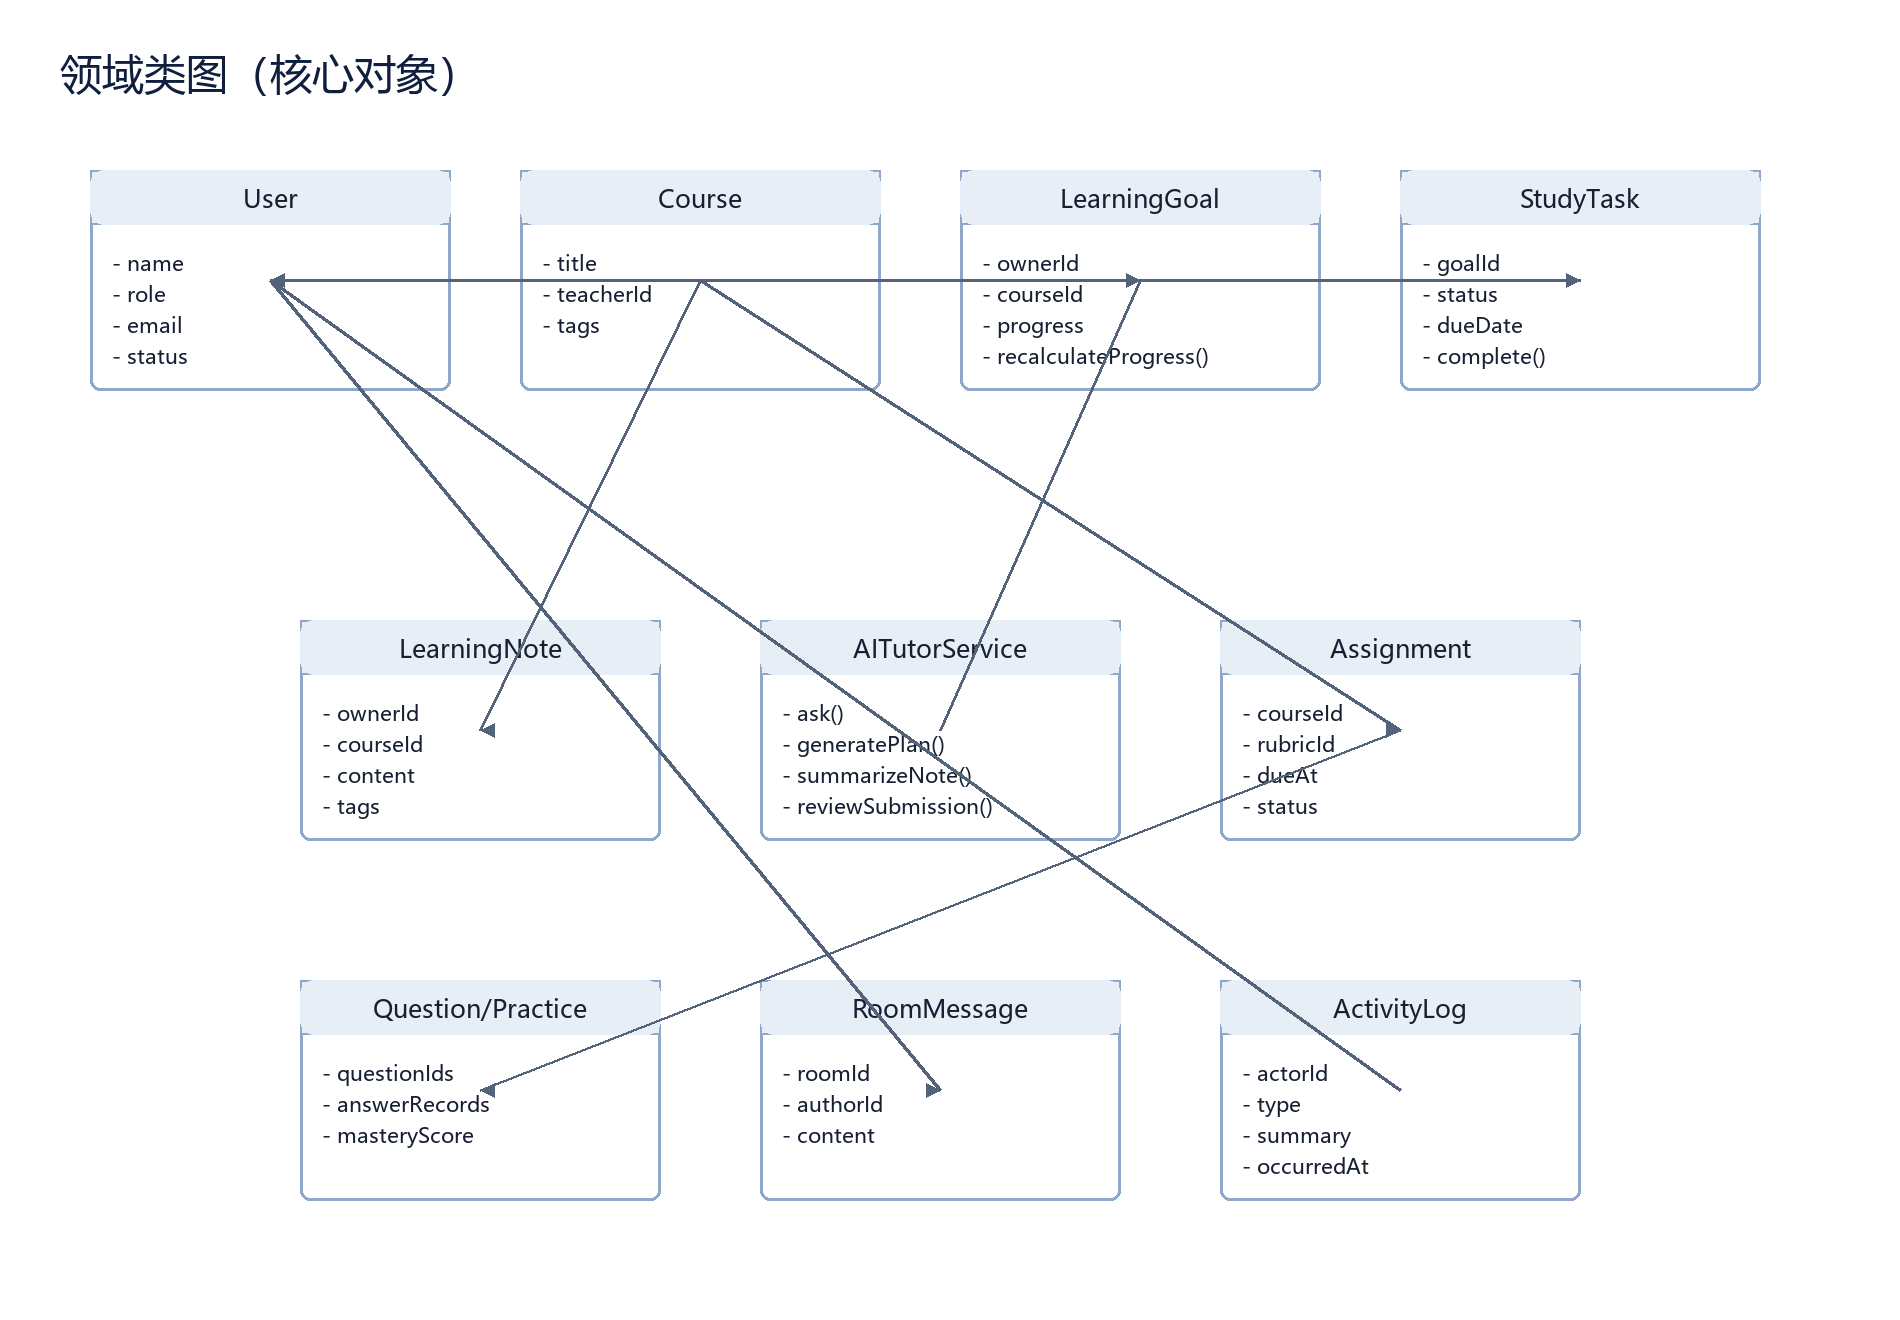 领域类图（核心对象）
User
- name
- role
- email
- status
Course
- title
- teacherId
- tags
LearningGoal
- ownerId
- courseId
- progress
- recalculateProgress()
StudyTask
- goalId
- status
- dueDate
- complete()
LearningNote
- ownerId
- courseId
- content
- tags
AITutorService
- ask()
- generatePlan()
- summarizeNote()
- reviewSubmission()
Assignment
- courseId
- rubricId
- dueAt
- status
Question/Practice
- questionIds
- answerRecords
- masteryScore
RoomMessage
- roomId
- authorId
- content
ActivityLog
- actorId
- type
- summary
- occurredAt